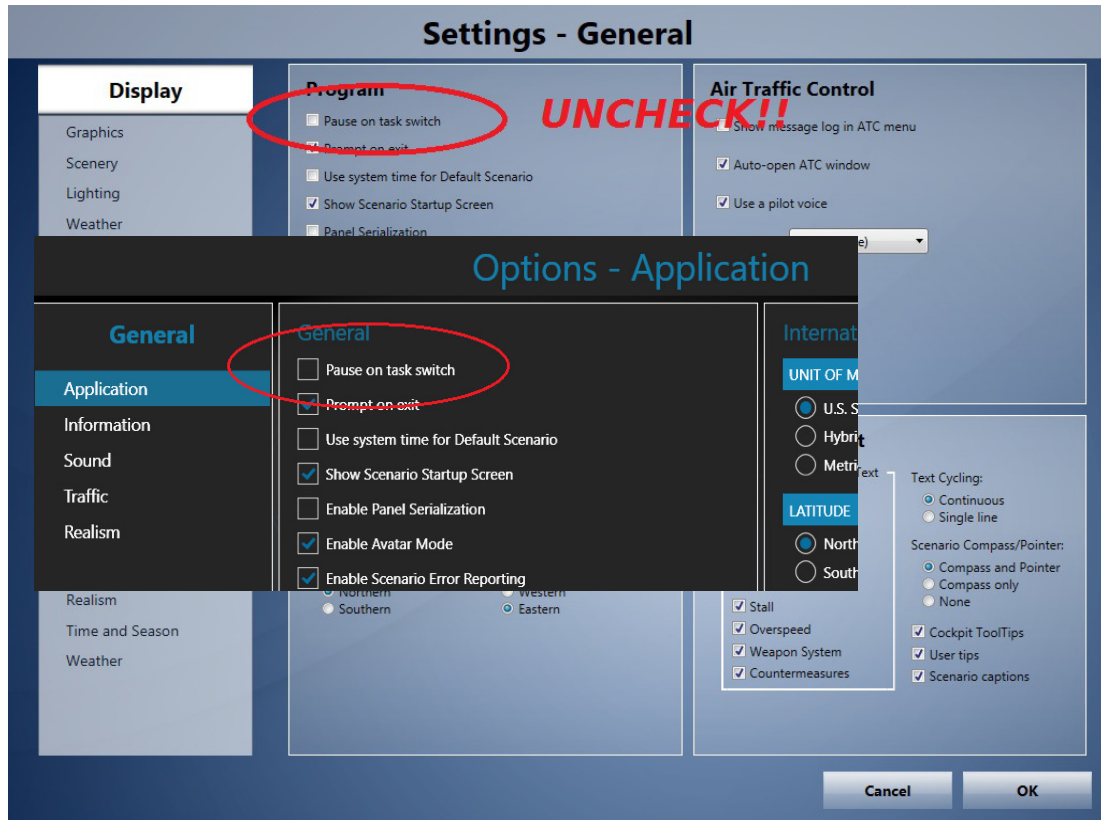 Settings - General
Display
Graphics
Scenery
Lighting
Weather
Program
Pause on task switch
Prompt on exit
Use system time for Default Scenario
Show Scenario Startup Screen
Panel Serialization
UNCHECK!!
Air Traffic Control
Show message log in ATC menu
Auto-open ATC window
Use a pilot voice
Options - Application
General
Application
Information
Sound
Traffic
Realism
General
Pause on task switch
Prompt on exit
Use system time for Default Scenario
Show Scenario Startup Screen
Enable Panel Serialization
Enable Avatar Mode
Enable Scenario Error Reporting
Internat
UNIT OF M
U.S. S
Hybri
Metri
LATITUDE
North
South
Realism
Time and Season
Weather
Northern
Southern
Western
Eastern
Text
Stall
Overspeed
Weapon System
Countermeasures
Text Cycling:
Continuous
Single line
Scenario Compass/Pointer:
Compass and Pointer
Compass only
None
Cockpit ToolTips
User tips
Scenario captions
Cancel
OK